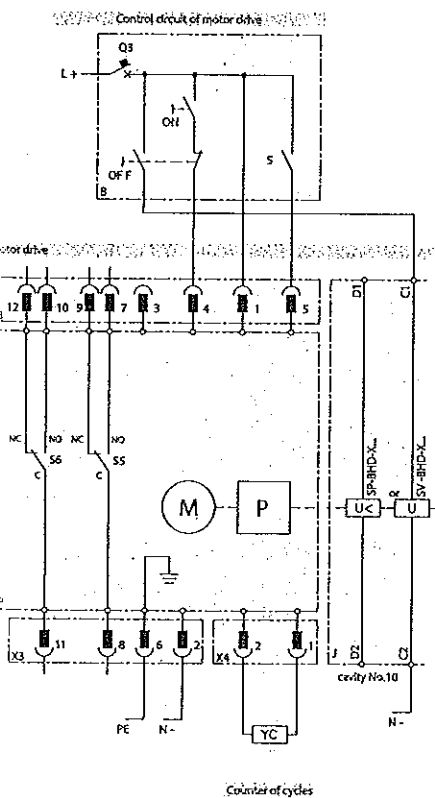 Control circuit of motor drive
Q3
L+
ON
OFF
S
B
otor drive
12
10
9
7
3
4
1
5
D1
C1
NC
NO
S6
C
NC
NO
S5
C
M
P
U<
or
U
SP-BHD-X...
SV-BHD-X...
X3
S1
8
6
2
X4
2
1
J
D2
C2
cavity No.10
PE
N-
YC
N-
Counter of cycles